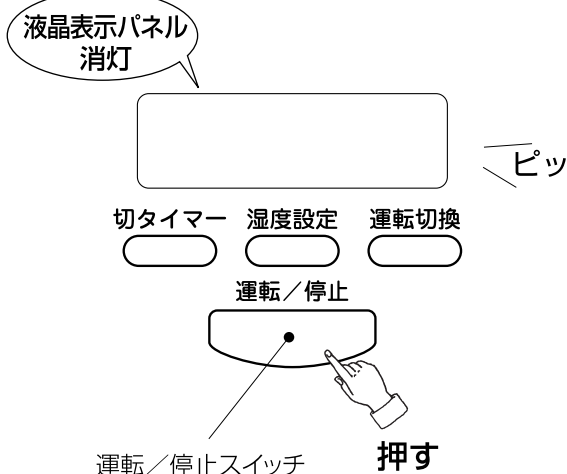 液晶表示パネル
消灯
ピッ
切タイマー 湿度設定 運転切換
運転／停止
運転／停止スイッチ
押す